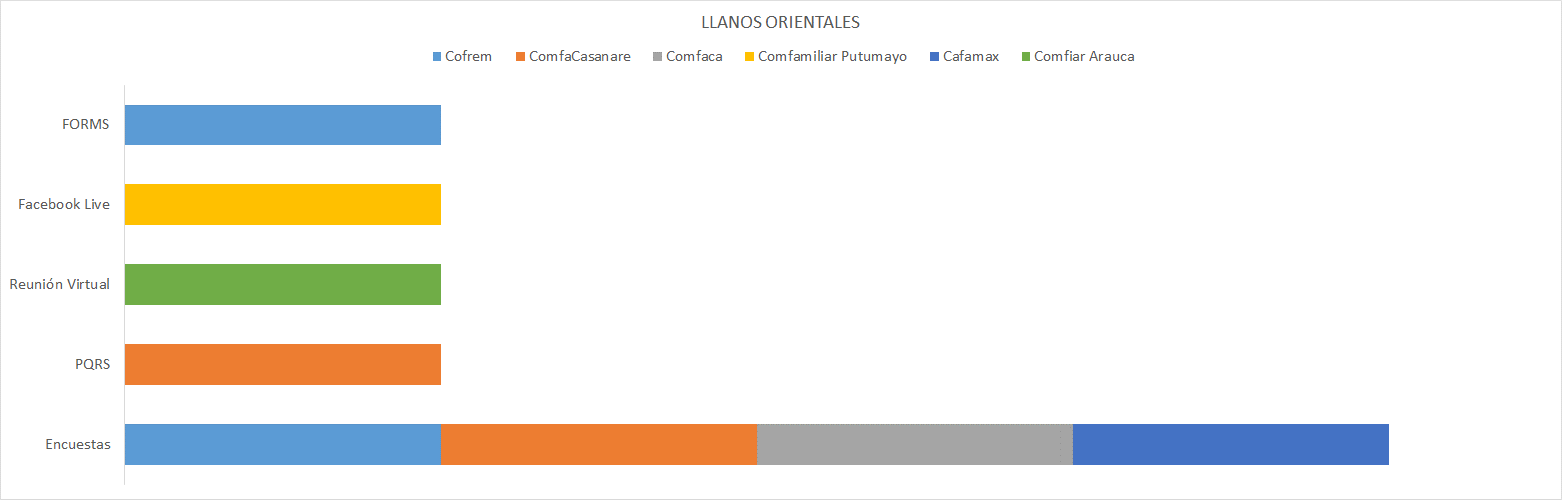 LLANOS ORIENTALES
Cofrem ComfaCasanare Comfaca Comfamiliar Putumayo Cafamax Comfiar Arauca
FORMS
Facebook Live
Reunión Virtual
PQRS
Encuestas